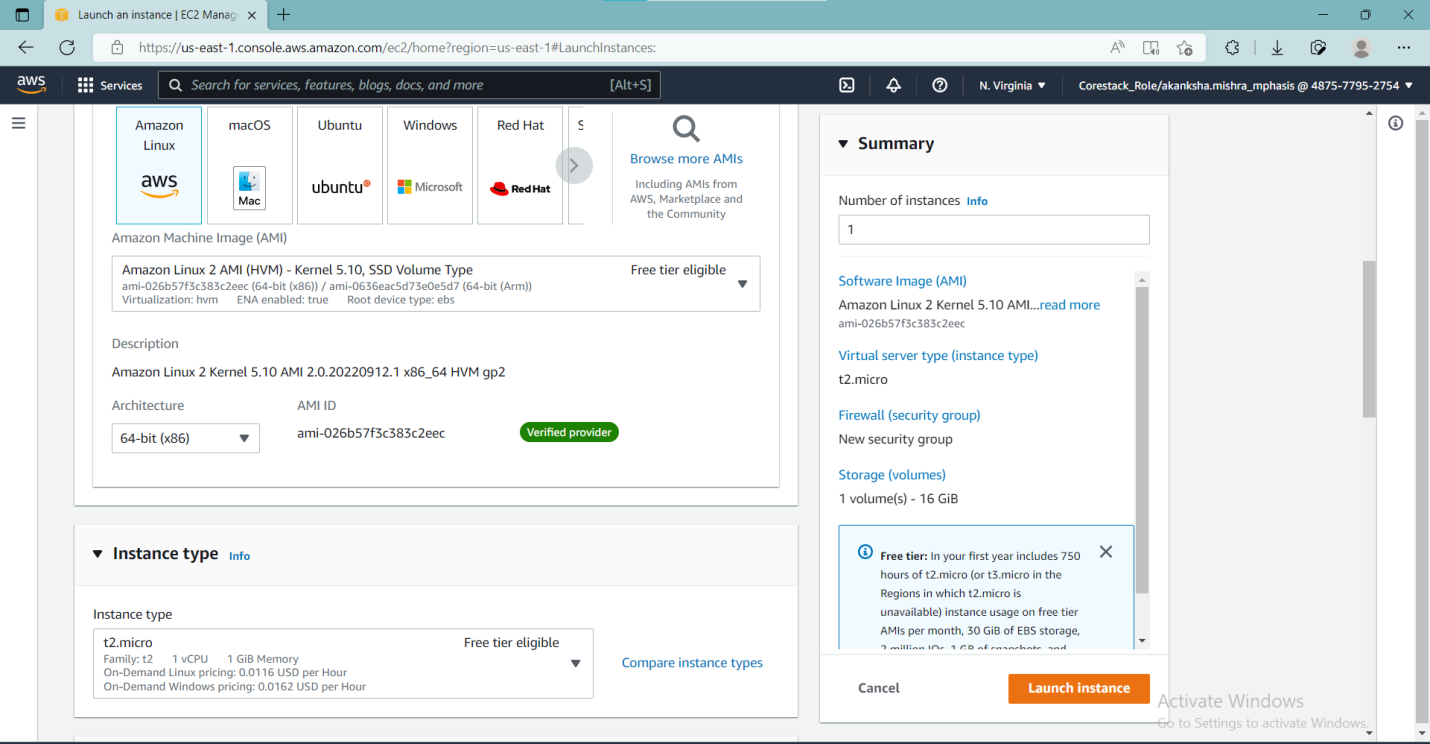 Launch an instance | EC2 Manage
https://us-east-1.console.aws.amazon.com/ec2/home?region=us-east-1#LaunchInstances:
aws
Services
Search for services, features, blogs, docs, and more
[Alt+S]
N. Virginia
Corestack_Role/akanksha.mishra_mphasis @ 4875-7795-2754
Amazon Linux
aws
macOS
Mac
Ubuntu
ubuntu
Windows
Microsoft
Red Hat
Red Hat
S
Browse more AMIs
Including AMIs from
AWS, Marketplace and
the Community
Amazon Machine Image (AMI)
Amazon Linux 2 AMI (HVM) - Kernel 5.10, SSD Volume Type
Free tier eligible
ami-026b57f3c383c2eec (64-bit (x86)) / ami-0636eac5d73e0e5d7 (64-bit (Arm))
Virtualization: hvm ENA enabled: true Root device type: ebs
Description
Amazon Linux 2 Kernel 5.10 AMI 2.0.20220912.1 x86_64 HVM gp2
Architecture
AMI ID
64-bit (x86)
ami-026b57f3c383c2eec
Verified provider
Instance type Info
Instance type
t2.micro
Free tier eligible
Family: t2 1 vCPU 1 GiB Memory
On-Demand Linux pricing: 0.0116 USD per Hour
On-Demand Windows pricing: 0.0162 USD per Hour
Compare instance types
Summary
Number of instances Info
1
Software Image (AMI)
Amazon Linux 2 Kernel 5.10 AMI...read more
ami-026b57f3c383c2eec
Virtual server type (instance type)
t2.micro
Firewall (security group)
New security group
Storage (volumes)
1 volume(s) - 16 GiB
Free tier: In your first year includes 750
hours of t2.micro (or t3.micro in the
Regions in which t2.micro is
unavailable) instance usage on free tier
AMIs per month, 30 GiB of EBS storage,
2 million IOs, 1 GB of snapshots, and
Cancel
Launch instance
Activate Windows
Go to Settings to activate Windows.